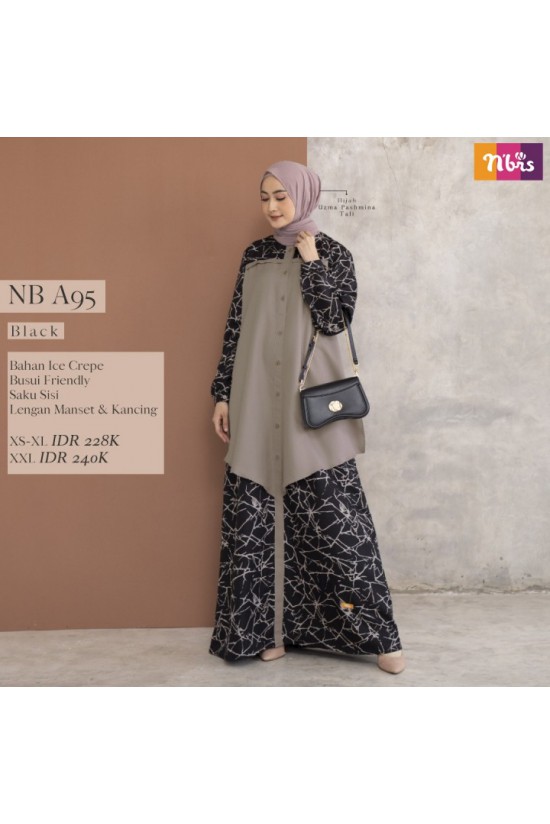 N'brs
Hijab
Uzma Pashmina
Tali
NB A95
Black
Bahan Ice Crepe
Busui Friendly
Saku Sisi
Lengan Manset & Kancing
XS-XL IDR 228K
XXL IDR 240K